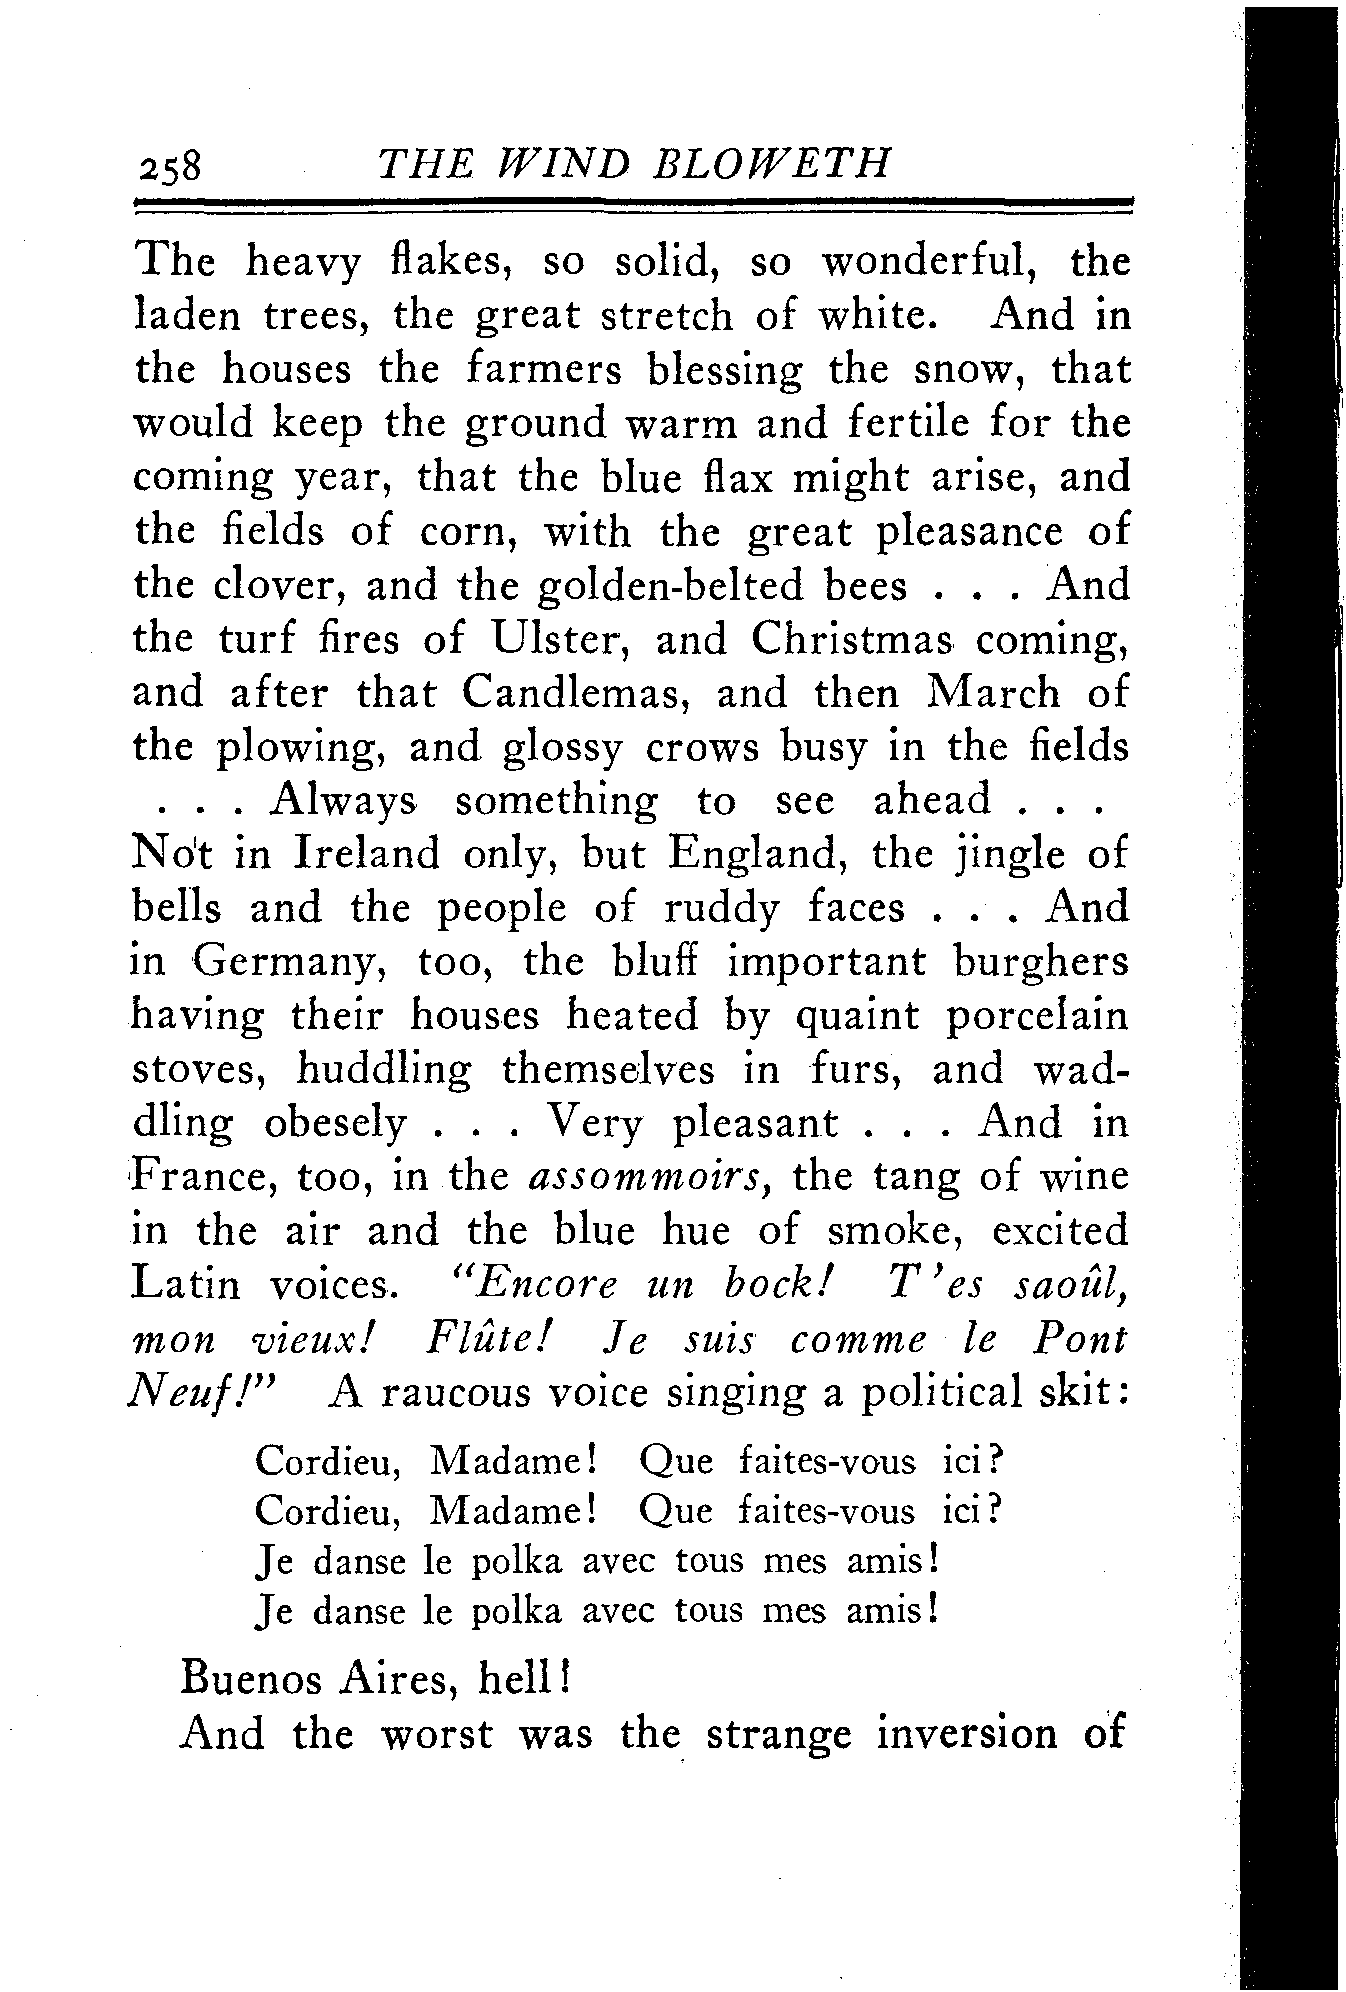 258 THE WIND BLOWETH
The heavy flakes, so solid, so wonderful, the
laden trees, the great stretch of white. And in
the houses the farmers blessing the snow, that
would keep the ground warm and fertile for the
coming year, that the blue flax might arise, and
the fields of corn, with the great pleasance of
the clover, and the golden-belted bees . . . And
the turf fires of Ulster, and Christmas coming,
and after that Candlemas, and then March of
the plowing, and glossy crows busy in the fields
. . . Always something to see ahead . . .
Not in Ireland only, but England, the jingle of
bells and the people of ruddy faces . . . And
in Germany, too, the bluff important burghers
having their houses heated by quaint porcelain
stoves, huddling themselves in furs, and wad-
dling obesely . . . Very pleasant . . . And in
France, too, in the assommoirs, the tang of wine
in the air and the blue hue of smoke, excited
Latin voices. "Encore un bock! T'es saoûl,
mon vieux! Flûte! Je suis comme le Pont
Neuf!" A raucous voice singing a political skit:
Cordieu, Madame! Que faites-vous ici?
Cordieu, Madame! Que faites-vous ici?
Je danse le polka avec tous mes amis!
Je danse le polka avec tous mes amis!
Buenos Aires, hell!
And the worst was the strange inversion of